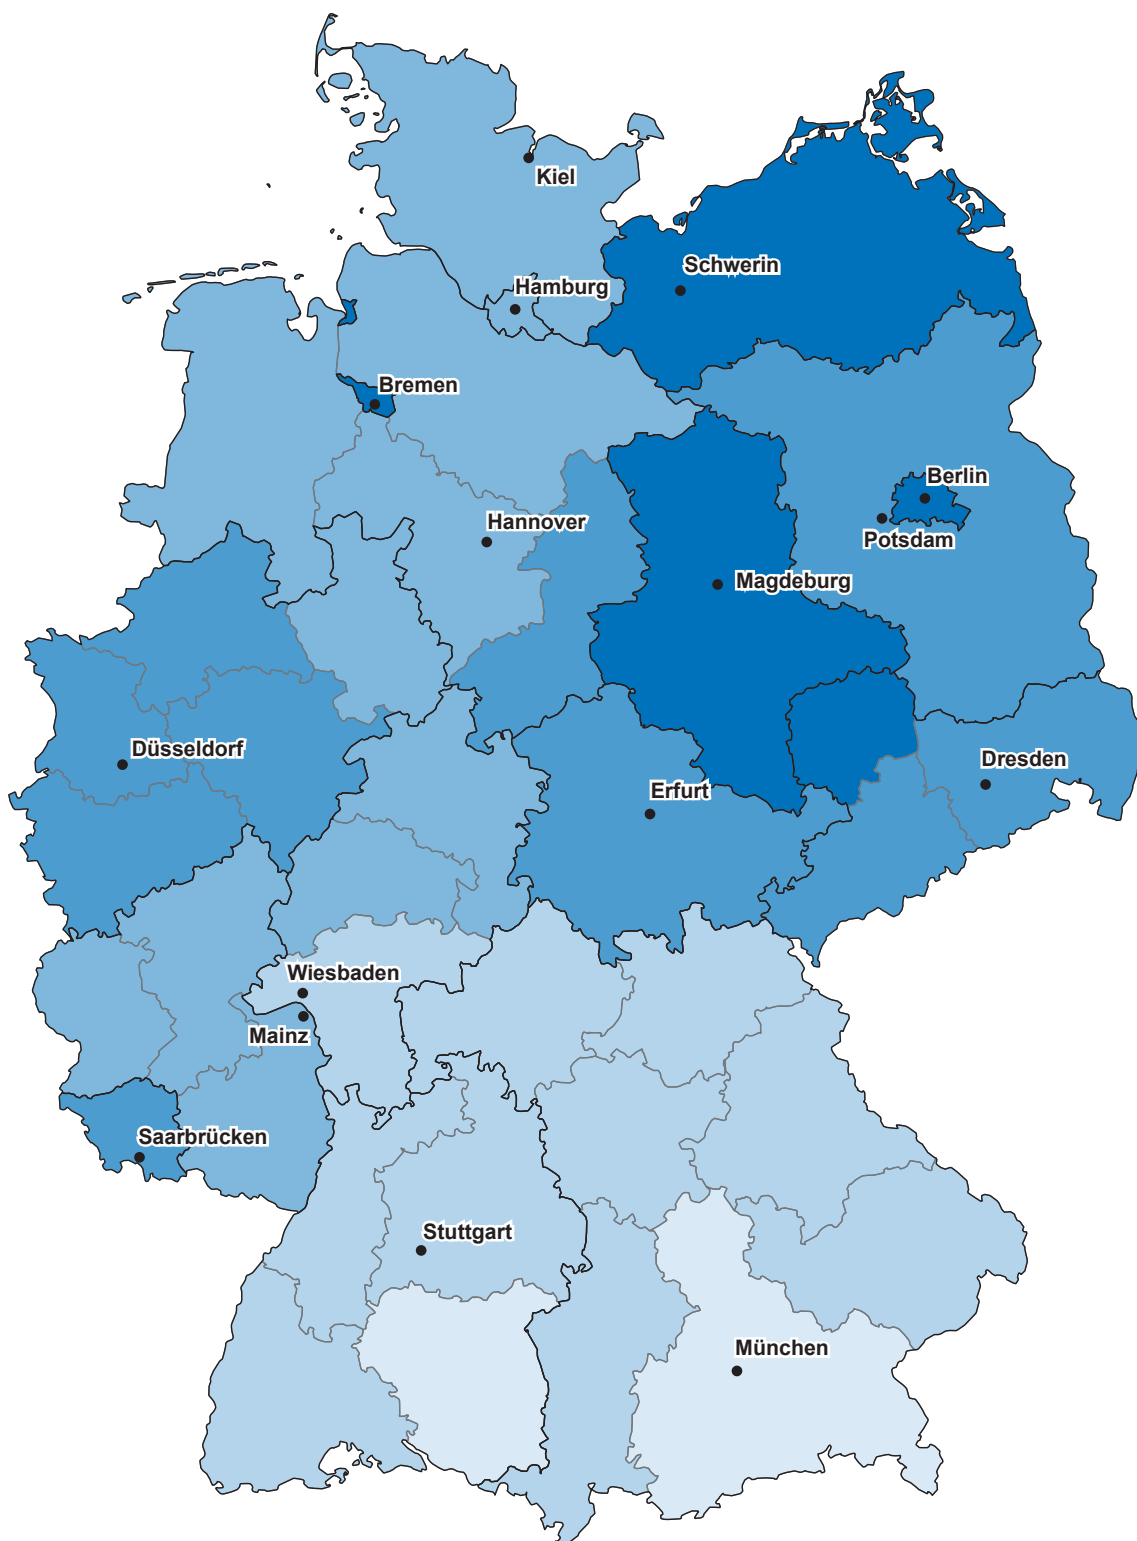 Kiel
Schwerin
Hamburg
Bremen
Berlin
Hannover
Potsdam
Magdeburg
Düsseldorf
Dresden
Erfurt
Wiesbaden
Mainz
Saarbrücken
Stuttgart
München